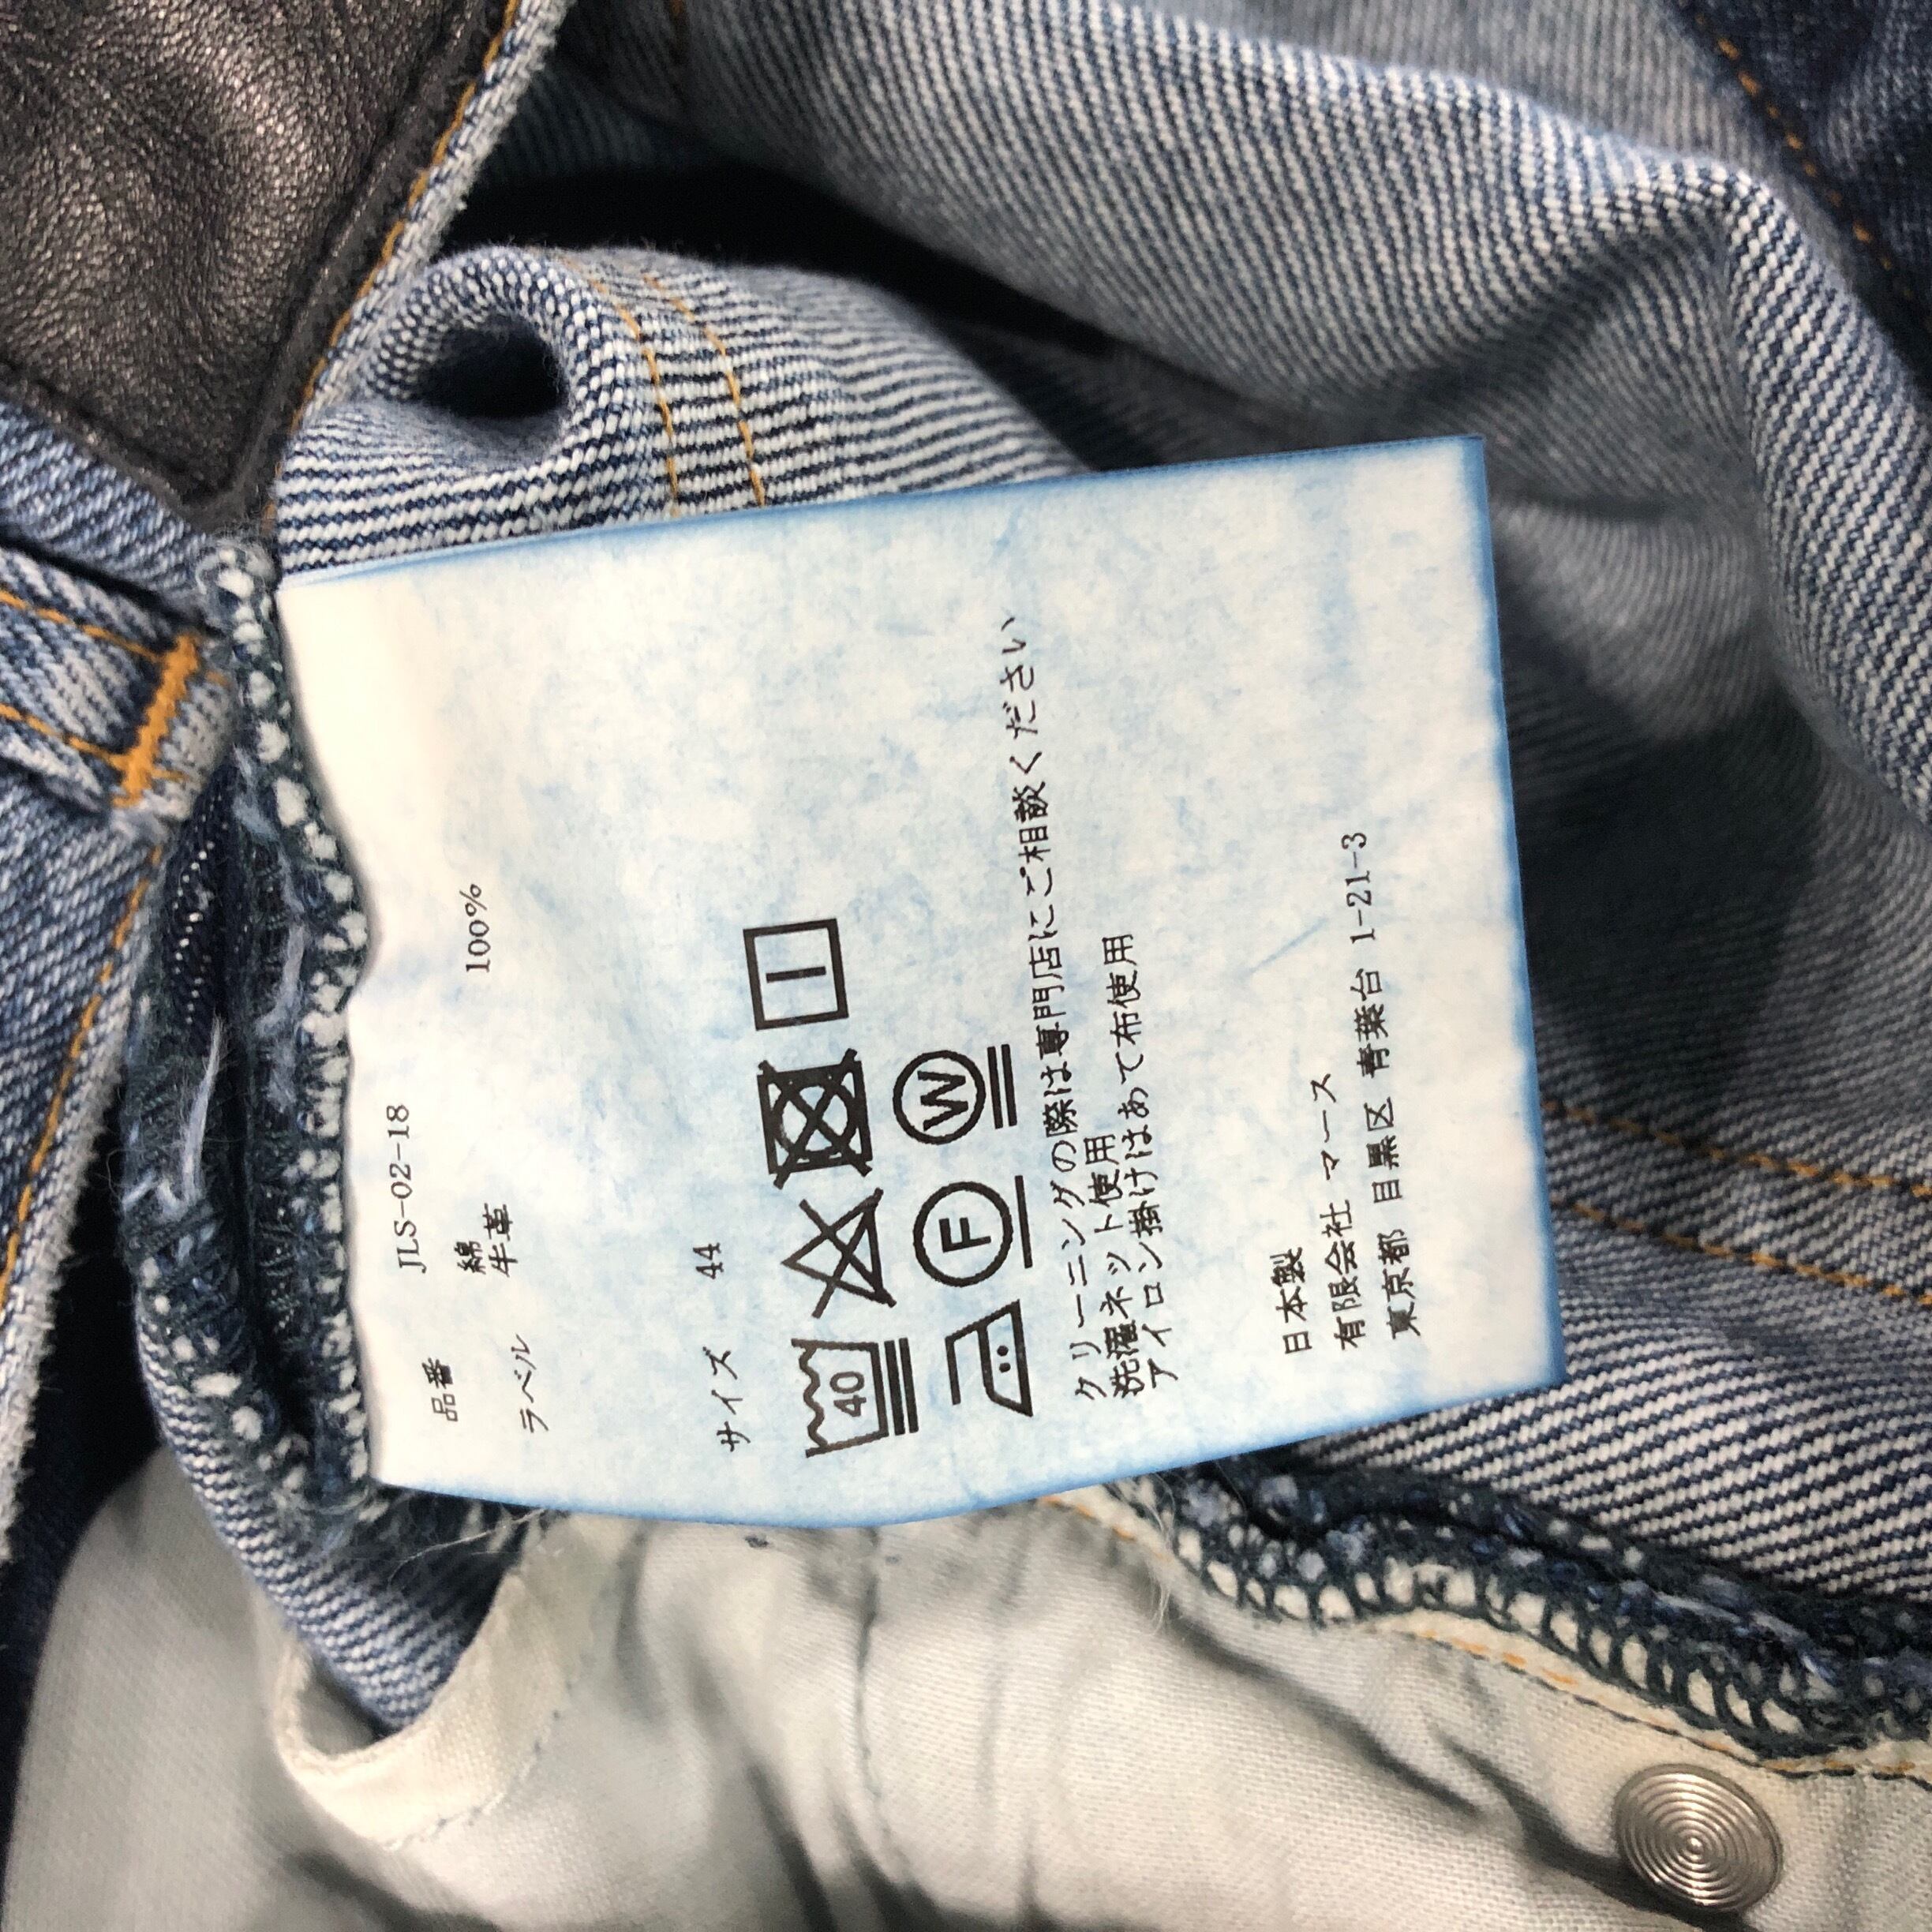 品番 JLS-02-18
綿 100%
ラベル 牛革
サイズ 44
40
F W
クリーニングの際は専門店にご相談ください
洗濯ネット使用
アイロン掛けはあて布使用
日本製
有限会社 マース
東京都 目黒区 青葉台 1-21-3